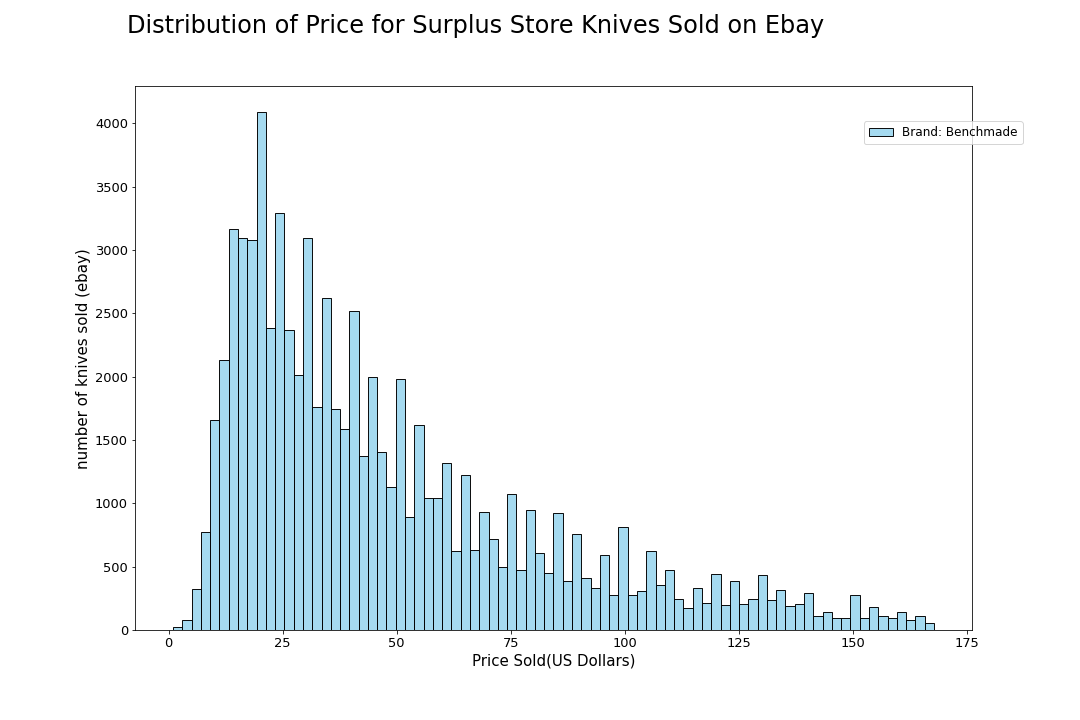 Distribution of Price for Surplus Store Knives Sold on Ebay
Brand: Benchmade
number of knives sold (ebay)
4000
3500
3000
2500
2000
1500
1000
500
0
0 25 50 75 100 125 150 175
Price Sold(US Dollars)